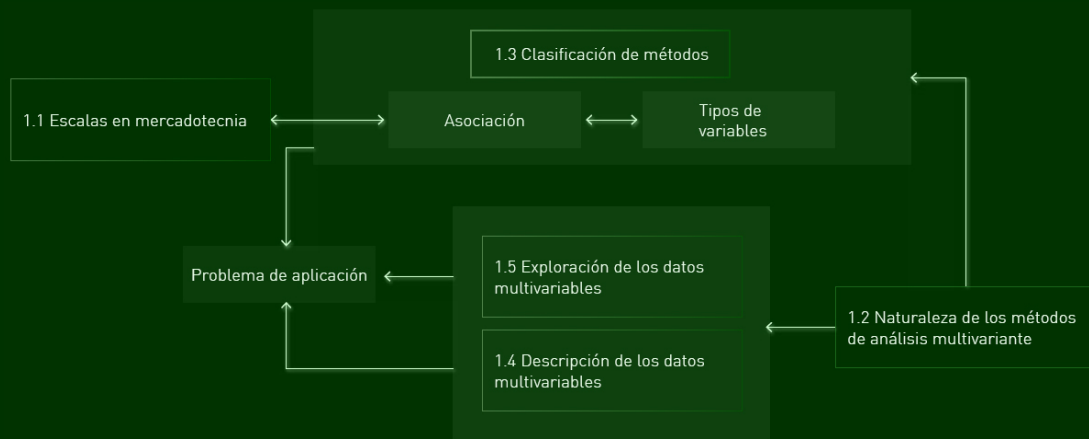 1.3 Clasificación de métodos
1.1 Escalas en mercadotecnia
Asociación
Tipos de
variables
Problema de aplicación
1.5 Exploración de los datos
multivariables
1.2 Naturaleza de los métodos
de análisis multivariante
1.4 Descripción de los datos
multivariables